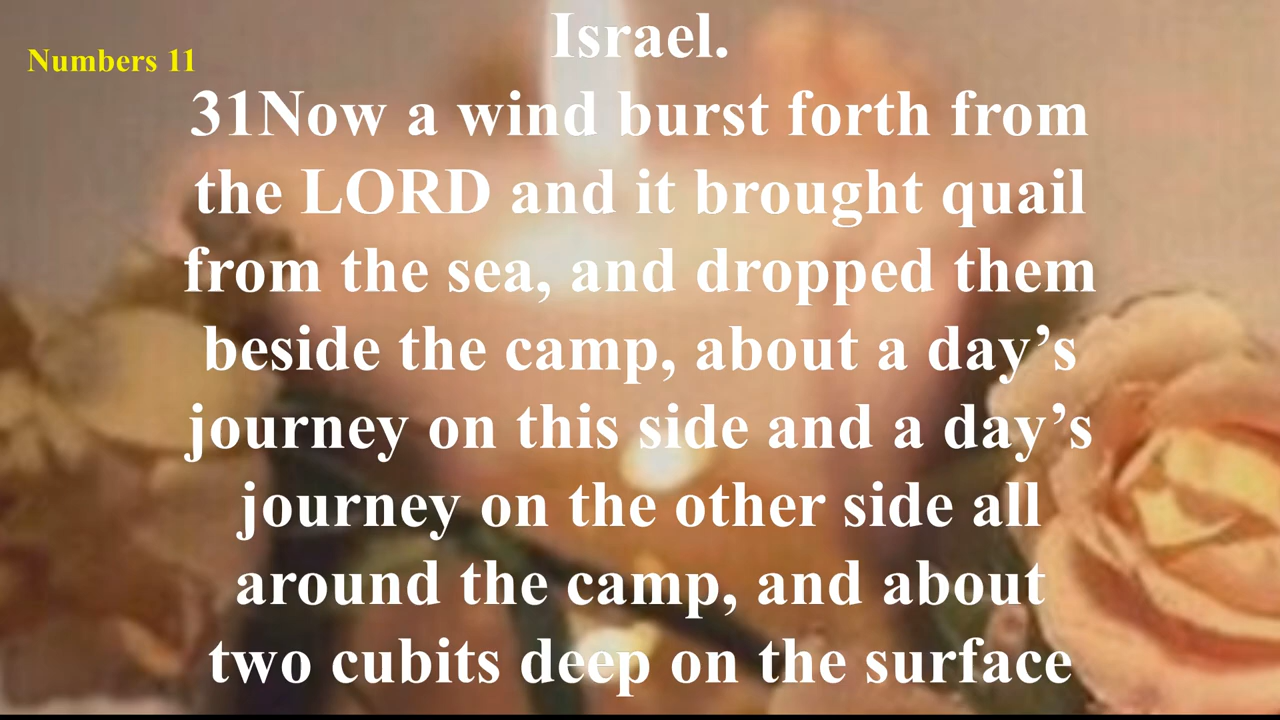 Israel.
Numbers 11
31Now a wind burst forth from
the LORD and it brought quail
from the sea, and dropped them
beside the camp, about a day’s
journey on this side and a day’s
journey on the other side all
around the camp, and about
two cubits deep on the surface